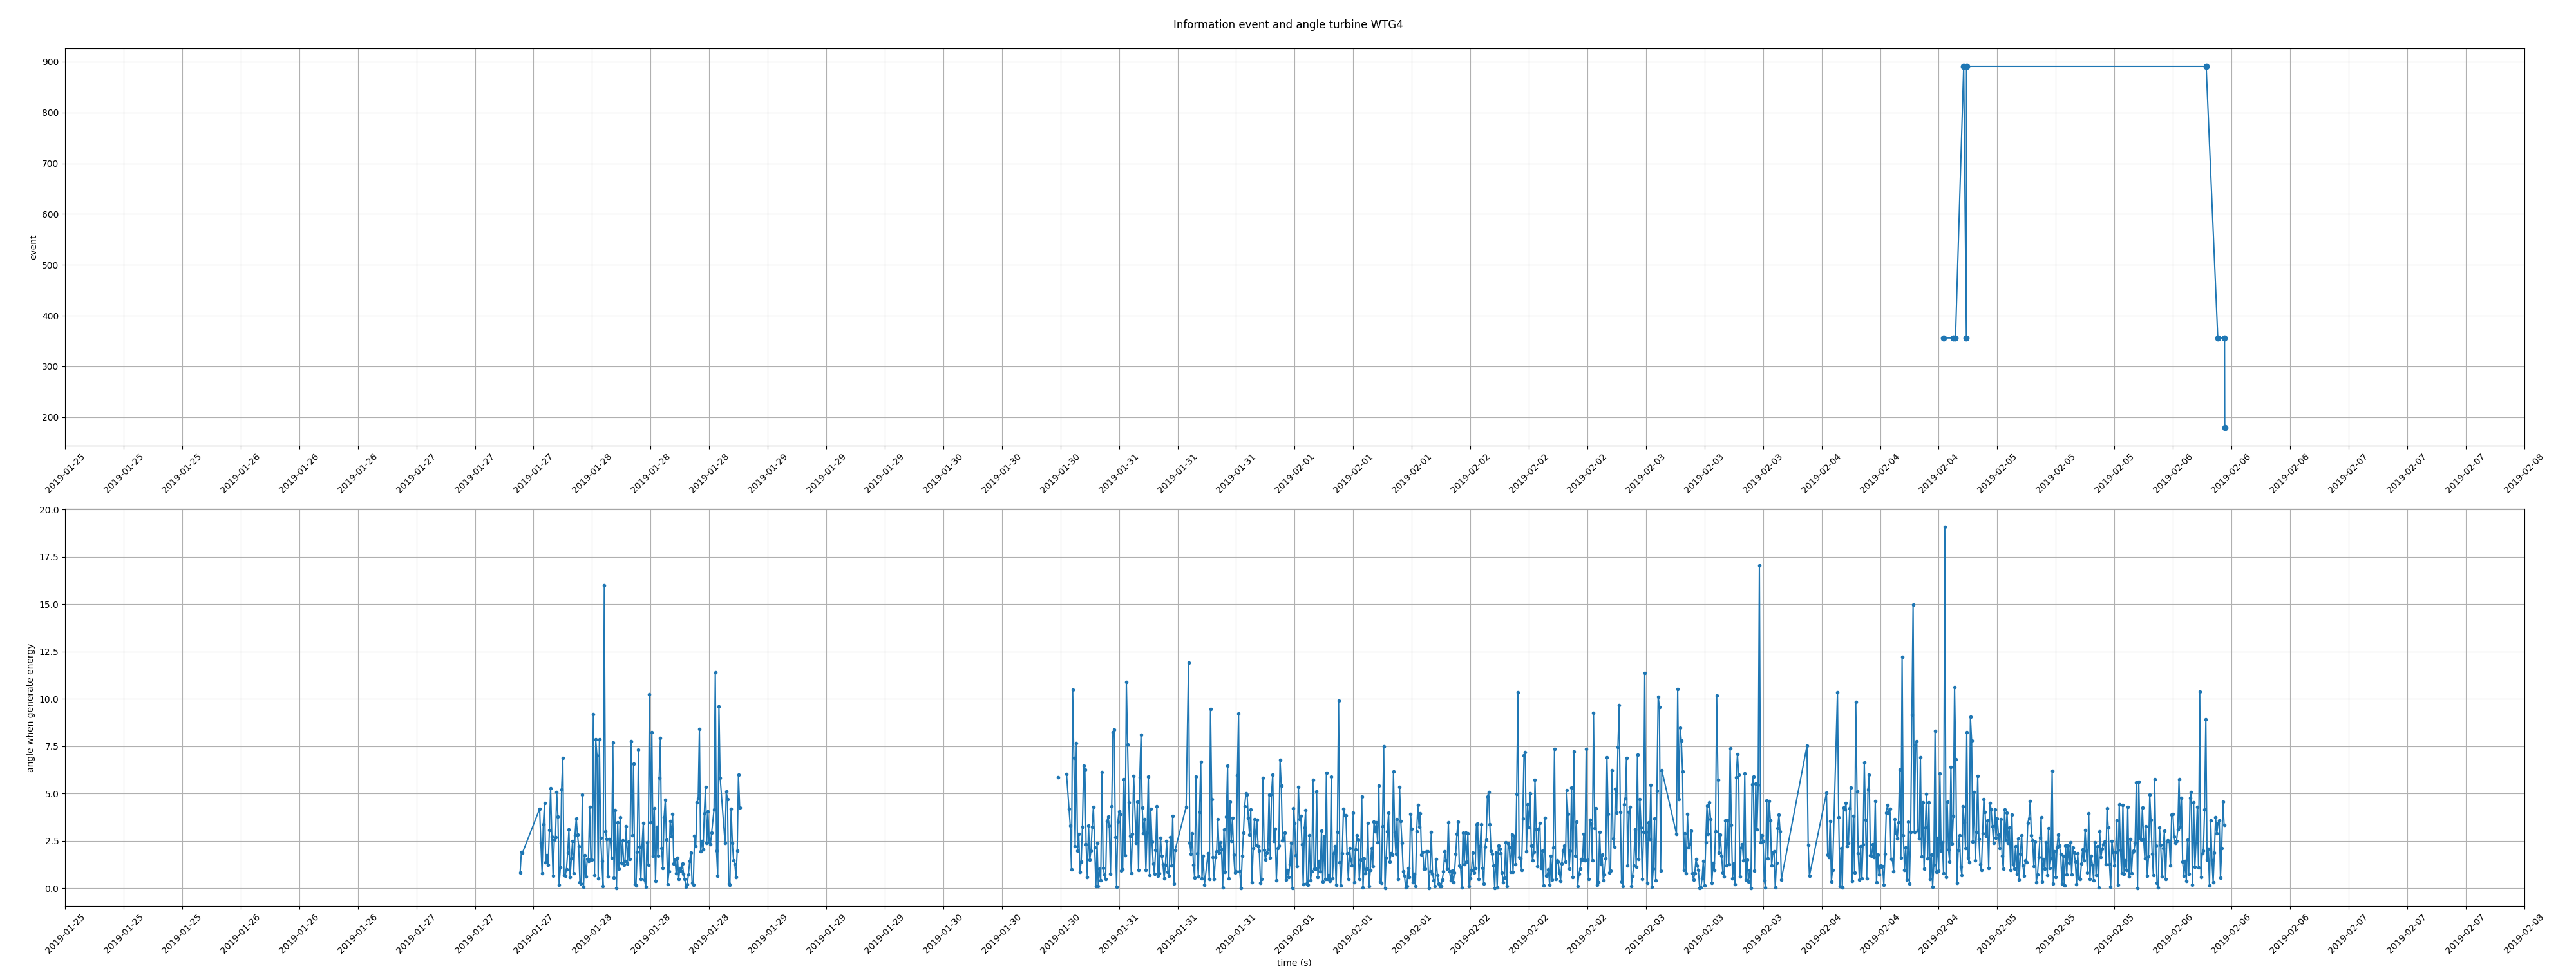 Information event and angle turbine WTG4
900
800
700
600
500
400
300
200
event
2019-01-25 2019-01-25 2019-01-25 2019-01-26 2019-01-26 2019-01-26 2019-01-27 2019-01-27 2019-01-27 2019-01-28 2019-01-28 2019-01-28 2019-01-29 2019-01-29 2019-01-29 2019-01-30 2019-01-30 2019-01-30 2019-01-31 2019-01-31 2019-01-31 2019-02-01 2019-02-01 2019-02-01 2019-02-02 2019-02-02 2019-02-02 2019-02-03 2019-02-03 2019-02-03 2019-02-04 2019-02-04 2019-02-04 2019-02-05 2019-02-05 2019-02-05 2019-02-06 2019-02-06 2019-02-06 2019-02-07 2019-02-07 2019-02-07 2019-02-08
20.0
17.5
15.0
12.5
10.0
7.5
5.0
2.5
0.0
angle when generate energy
2019-01-25 2019-01-25 2019-01-25 2019-01-26 2019-01-26 2019-01-26 2019-01-27 2019-01-27 2019-01-27 2019-01-28 2019-01-28 2019-01-28 2019-01-29 2019-01-29 2019-01-29 2019-01-30 2019-01-30 2019-01-30 2019-01-31 2019-01-31 2019-01-31 2019-02-01 2019-02-01 2019-02-01 2019-02-02 2019-02-02 2019-02-02 2019-02-03 2019-02-03 2019-02-03 2019-02-04 2019-02-04 2019-02-04 2019-02-05 2019-02-05 2019-02-05 2019-02-06 2019-02-06 2019-02-06 2019-02-07 2019-02-07 2019-02-07 2019-02-08
time (s)